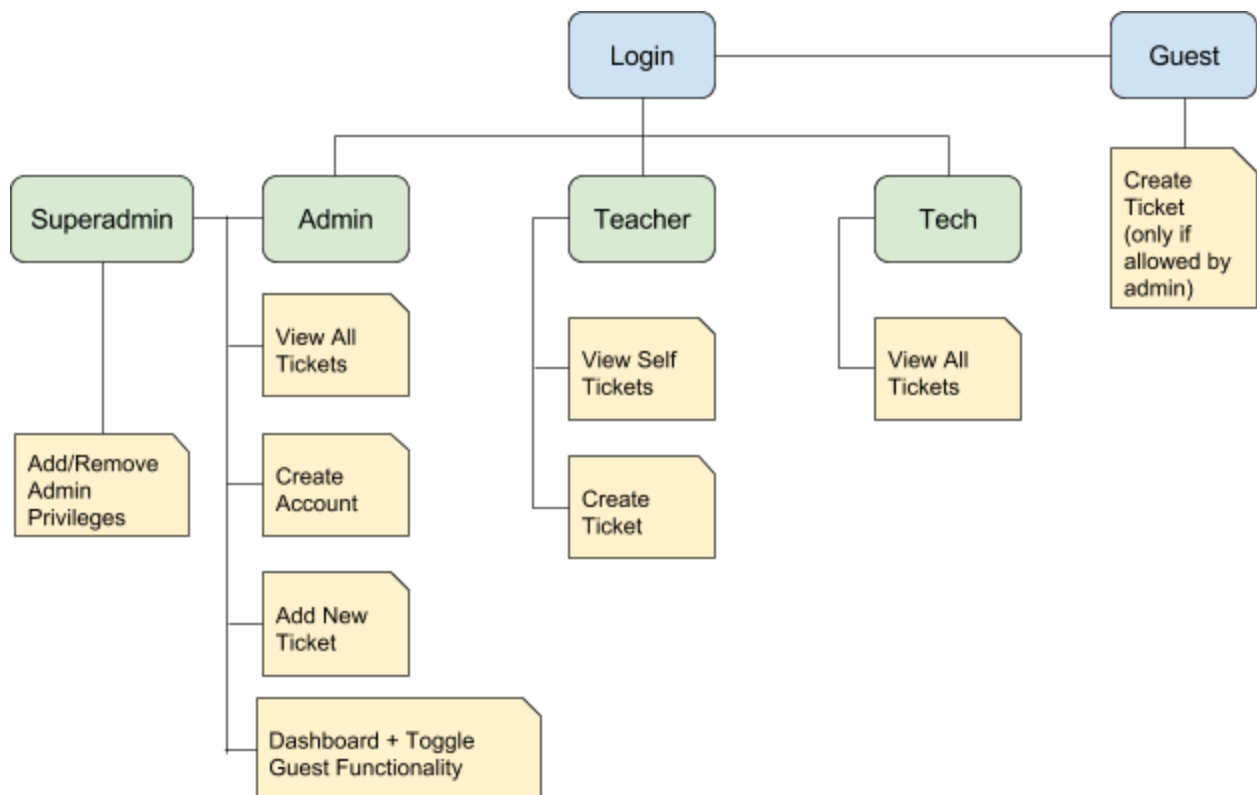 Login
Guest
Superadmin
Admin
Teacher
Tech
Create
Ticket
(only if
allowed by
admin)
View All
Tickets
View Self
Tickets
View All
Tickets
Add/Remove
Admin
Privileges
Create
Account
Create
Ticket
Add New
Ticket
Dashboard + Toggle
Guest Functionality